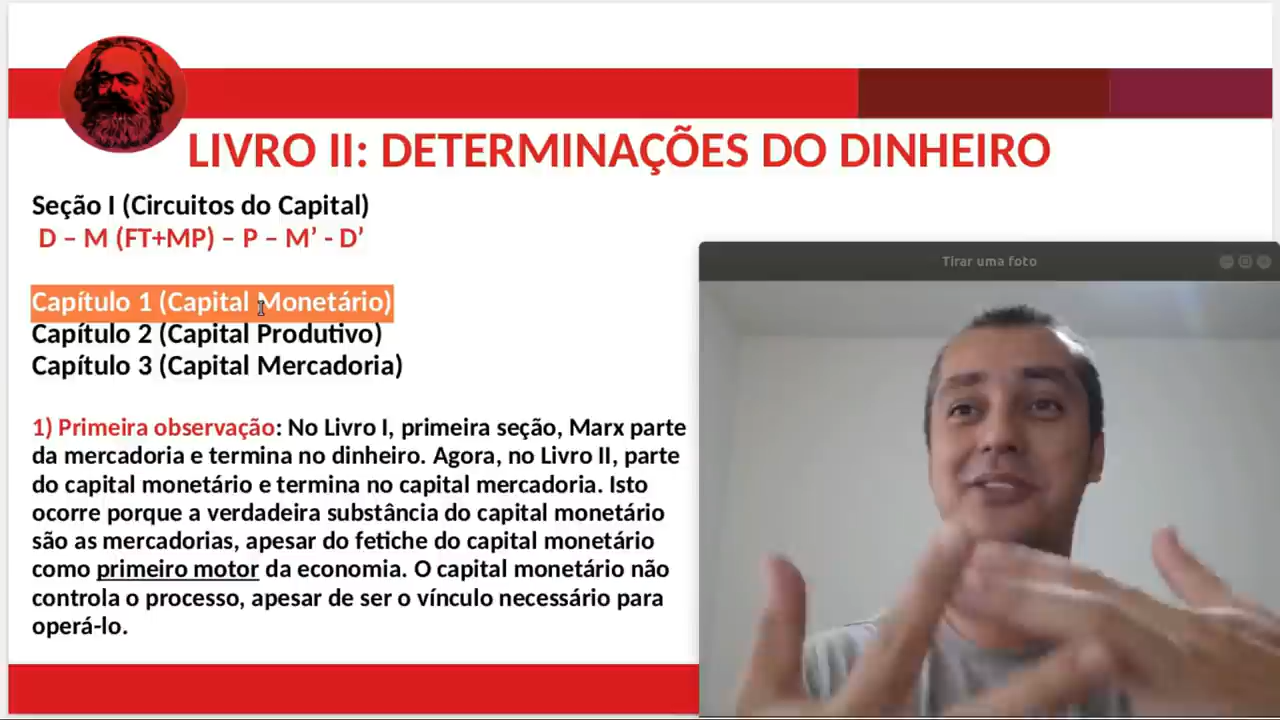 LIVRO II: DETERMINAÇÕES DO DINHEIRO
Seção I (Circuitos do Capital)
D – M (FT+MP) – P – M’ - D’
Capítulo 1 (Capital Monetário)
Capítulo 2 (Capital Produtivo)
Capítulo 3 (Capital Mercadoria)
1) Primeira observação: No Livro I, primeira seção, Marx parte
da mercadoria e termina no dinheiro. Agora, no Livro II, parte
do capital monetário e termina no capital mercadoria. Isto
ocorre porque a verdadeira substância do capital monetário
são as mercadorias, apesar do fetiche do capital monetário
como primeiro motor da economia. O capital monetário não
controla o processo, apesar de ser o vínculo necessário para
operá-lo.
Tirar uma foto